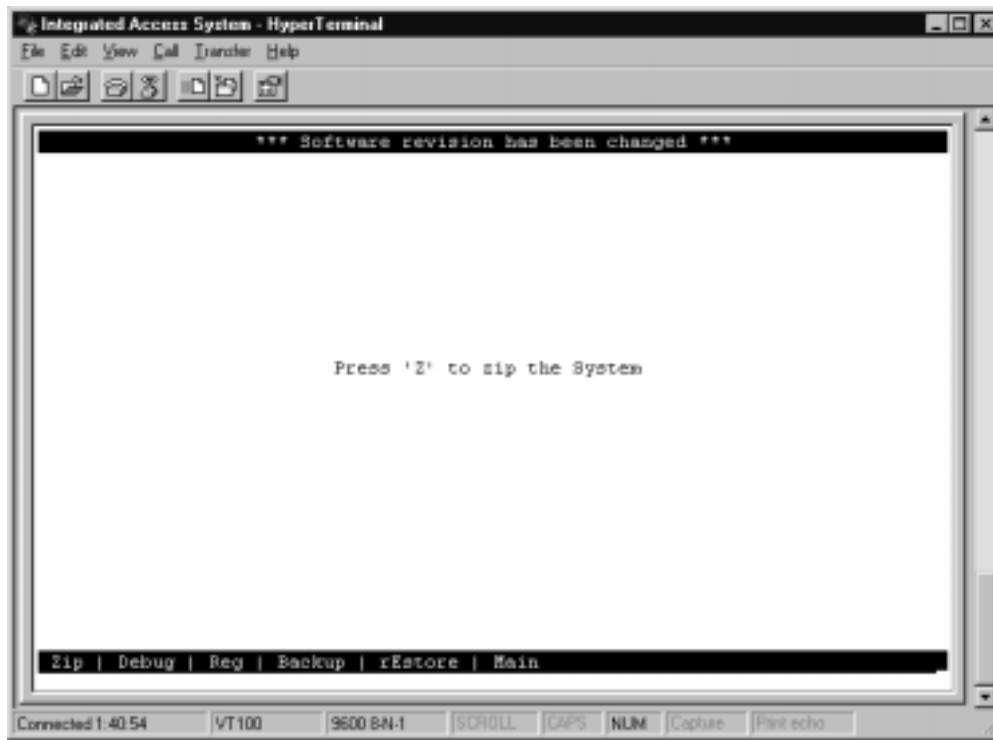 Integrated Access System - HyperTerminal
File Edit View Call Transfer Help
*** Software revision has been changed ***
Press 'Z' to zip the System
Zip | Debug | Reg | Backup | rEstore | Main
Connected 1:40:54 VT100 9600 8-N-1 SCROLL CAPS NUM Capture Print echo